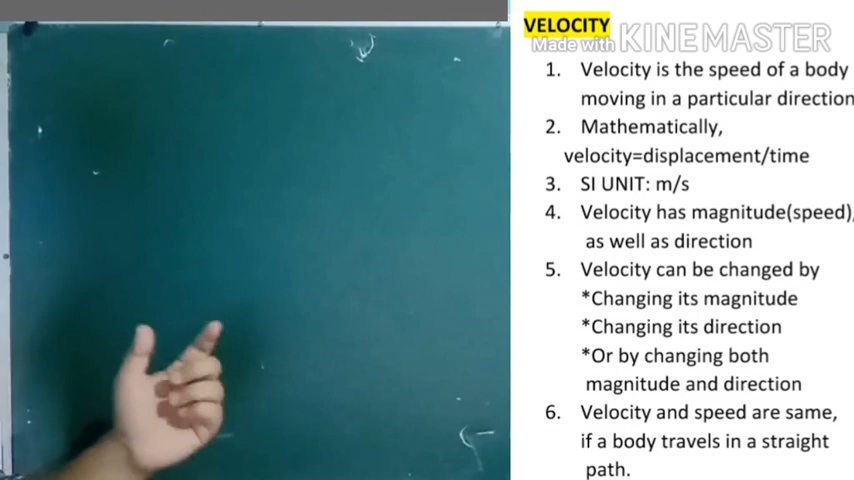 VELOCITY
Made with KINEMASTER
1. Velocity is the speed of a body
moving in a particular direction
2. Mathematically,
velocity=displacement/time
3. SI UNIT: m/s
4. Velocity has magnitude(speed),
as well as direction
5. Velocity can be changed by
*Changing its magnitude
*Changing its direction
*Or by changing both
magnitude and direction
6. Velocity and speed are same,
if a body travels in a straight
path.